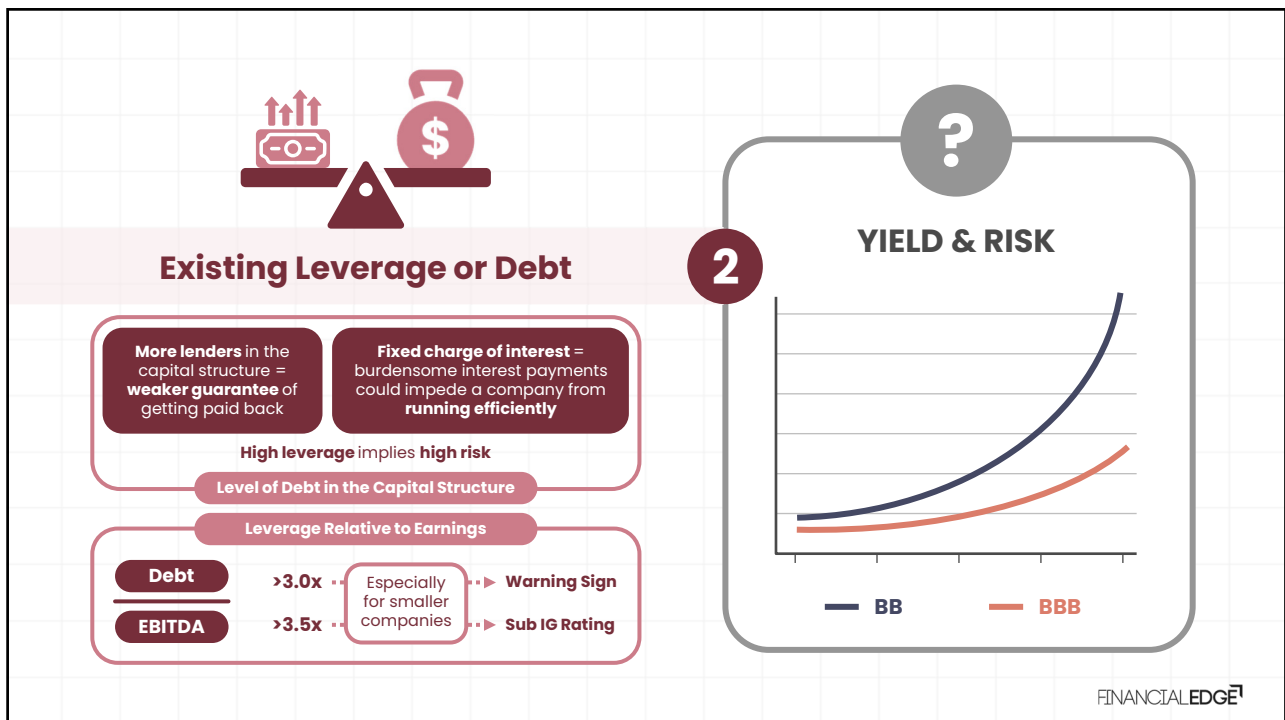 $
Existing Leverage or Debt
More lenders in the
capital structure =
weaker guarantee of
getting paid back
Fixed charge of interest =
burdensome interest payments
could impede a company from
running efficiently
High leverage implies high risk
Level of Debt in the Capital Structure
Leverage Relative to Earnings
Debt
EBITDA
>3.0x
>3.5x
Especially
for smaller
companies
Warning Sign
Sub IG Rating
2
?
YIELD & RISK
BB
BBB
FINANCIALEDGE